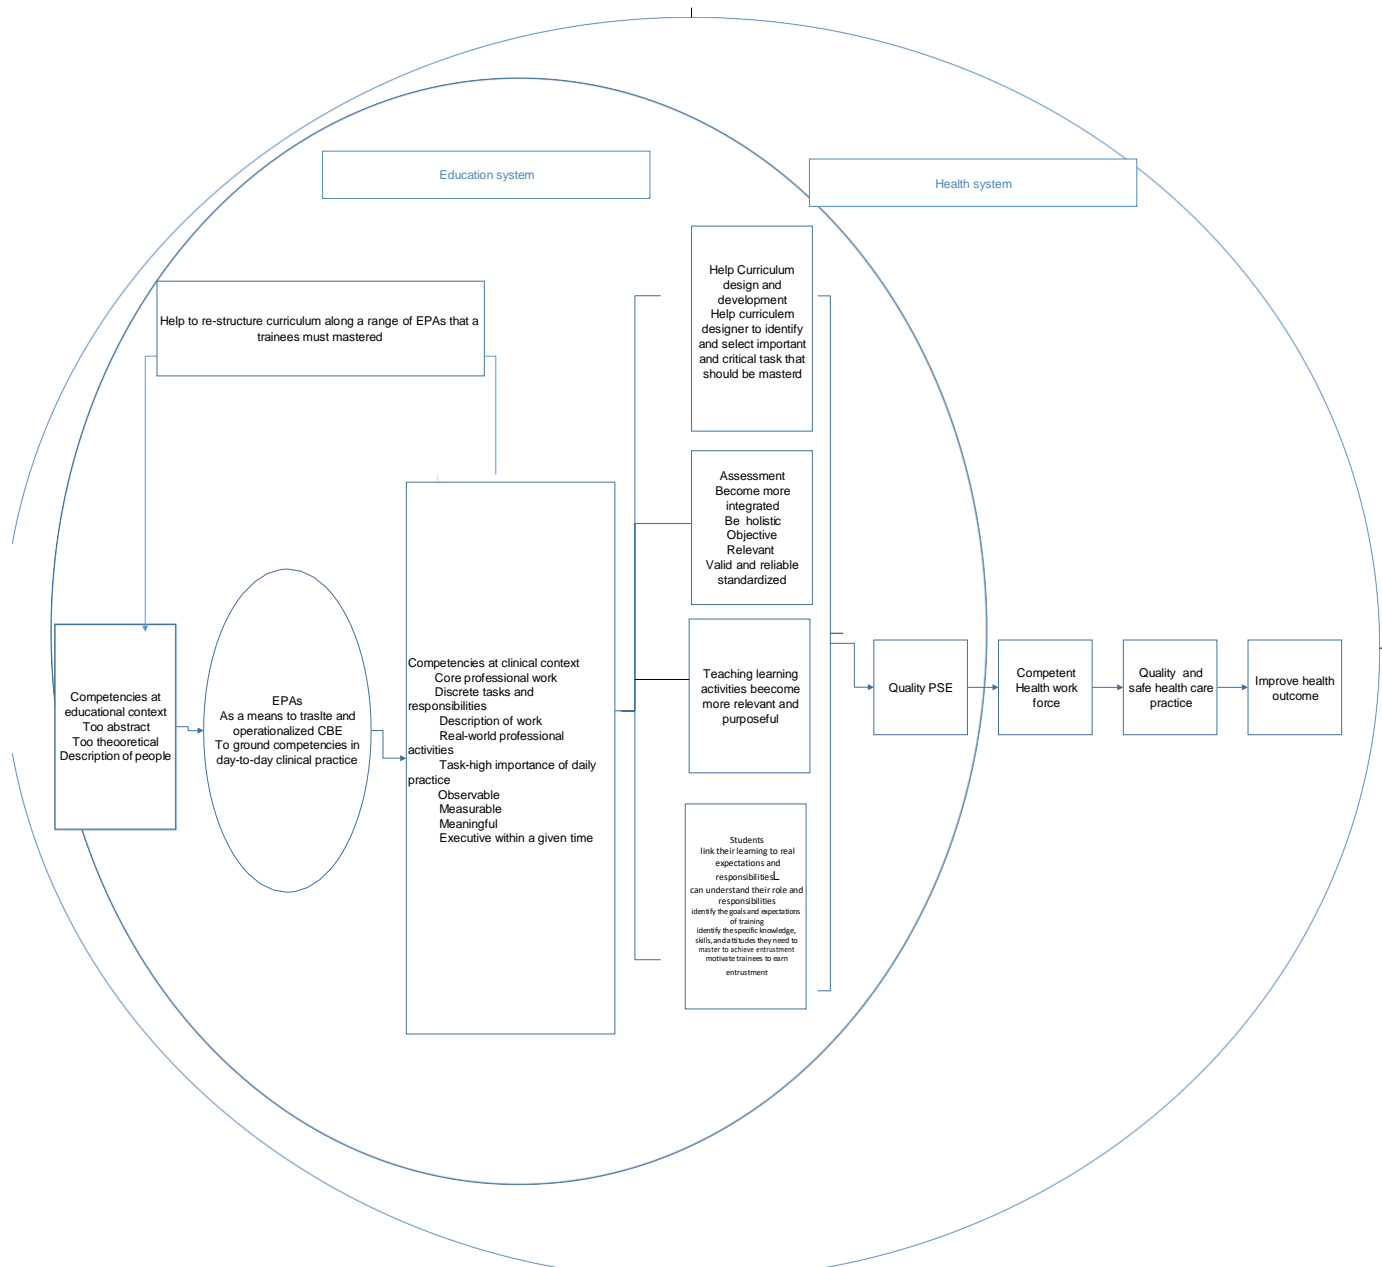 Education system
Health system
Help to re-structure curriculum along a range of EPAs that a
trainees must mastered
Help Curriculum
design and
development
Help curriculem
designer to identify
and select important
and critical task that
should be masterd
Assessment
Become more
integrated
Be holistic
Objective
Relevant
Valid and reliable
standardized
Competencies at
educational context
Too abstract
Too theooretical
Description of people
EPAs
As a means to traslte and
operationalized CBE
To ground competencies in
day-to-day clinical practice
Competencies at clinical context
Core professional work
Discrete tasks and
responsibilities
Description of work
Real-world professional
activities
Task-high importance of daily
practice
Observable
Measurable
Meaningful
Executive within a given time
Teaching learning
activities beecome
more relevant and
purposeful
Students
link their learning to real
expectations and
responsibilitiesL
can understand their role and
responsibilities
identify the goals and expectations
of training
identify the specific knowledge,
skills, and attitudes they need to
master to achieve entrustment
motivate trainees to earn
entrustment
Quality PSE
Competent
Health work
force
Quality and
safe health care
practice
Improve health
outcome